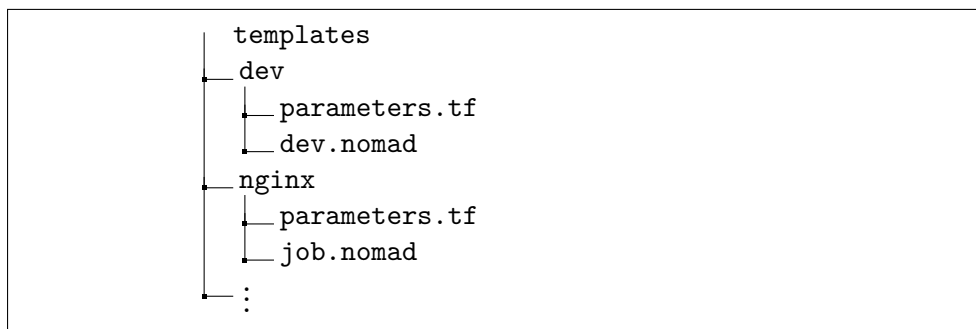 templates
dev
parameters.tf
dev.nomad
nginx
parameters.tf
job.nomad
⋮